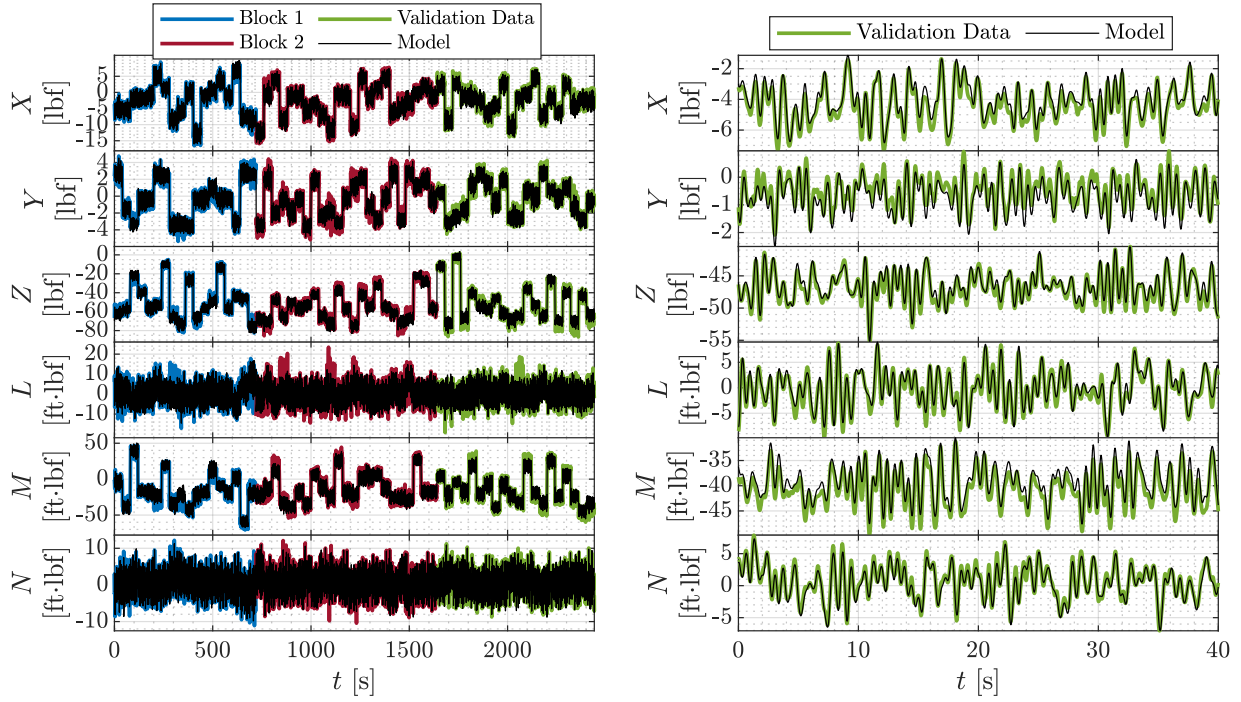 Block 1 Validation Data
Block 2 Model
X
[lbf]
5
0
-5
-10
-15
Y
[lbf]
4
2
0
-2
-4
Z
[lbf]
0
-20
-40
-60
-80
L
[ft·lbf]
20
10
0
-10
M
[ft·lbf]
50
0
-50
N
[ft·lbf]
10
0
-10
0 500 1000 1500 2000
t [s]
Validation Data Model
X
[lbf]
-2
-4
-6
Y
[lbf]
0
-1
-2
Z
[lbf]
-45
-50
-55
L
[ft·lbf]
5
0
-5
M
[ft·lbf]
-35
-40
-45
N
[ft·lbf]
5
0
-5
0 10 20 30 40
t [s]